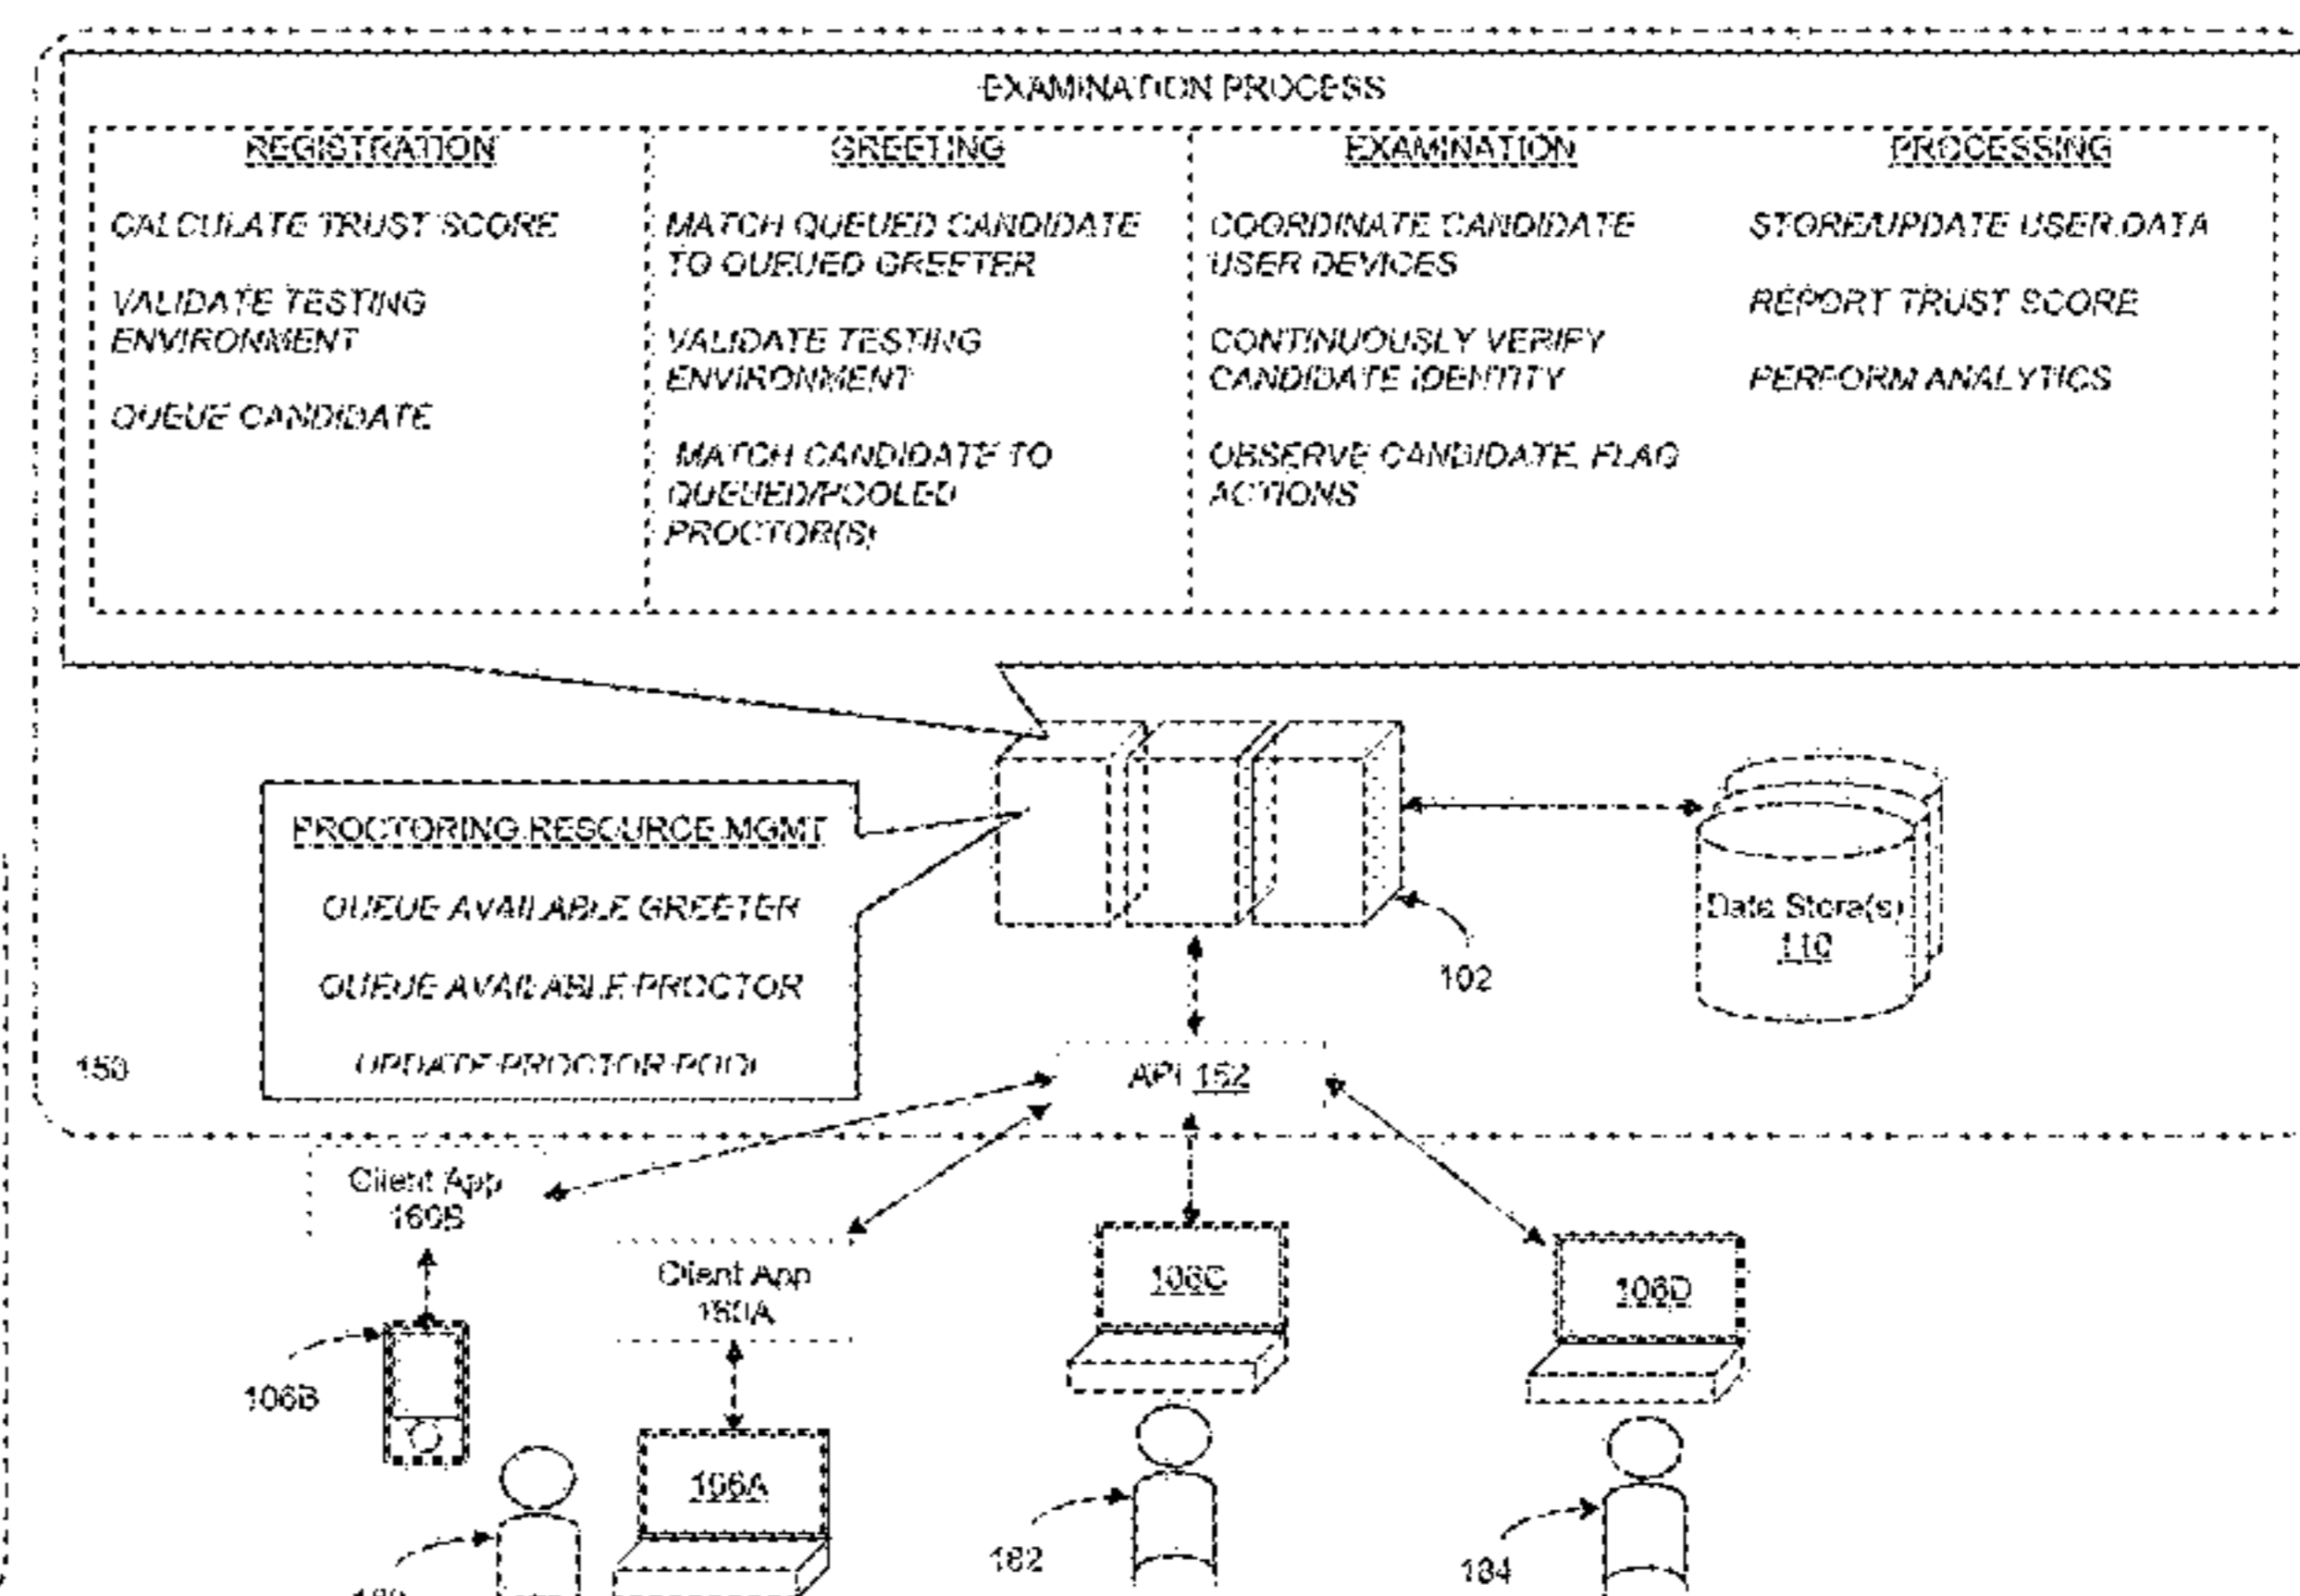 EXAMINATION PROCESS
REGISTRATION
CALCULATE TRUST SCORE
VALIDATE TESTING
ENVIRONMENT
QUEUE CANDIDATE
GREETING
MATCH QUEUED CANDIDATE
TO QUEUED GREETER
VALIDATE TESTING
ENVIRONMENT
MATCH CANDIDATE TO
QUEUED/POOLED
PROCTOR(S)
EXAMINATION
COORDINATE CANDIDATE
USER DEVICES
CONTINUOUSLY VERIFY
CANDIDATE IDENTITY
OBSERVE CANDIDATE, FLAG
ACTIONS
PROCESSING
STORE/UPDATE USER DATA
REPORT TRUST SCORE
PERFORM ANALYTICS
PROCTORING RESOURCE MGMT
QUEUE AVAILABLE GREETER
QUEUE AVAILABLE PROCTOR
UPDATE PROCTOR POOL
102
Data Store(s)
110
150
API 152
Client App
160B
Client App
160A
106C
106D
106B
106A
182
184